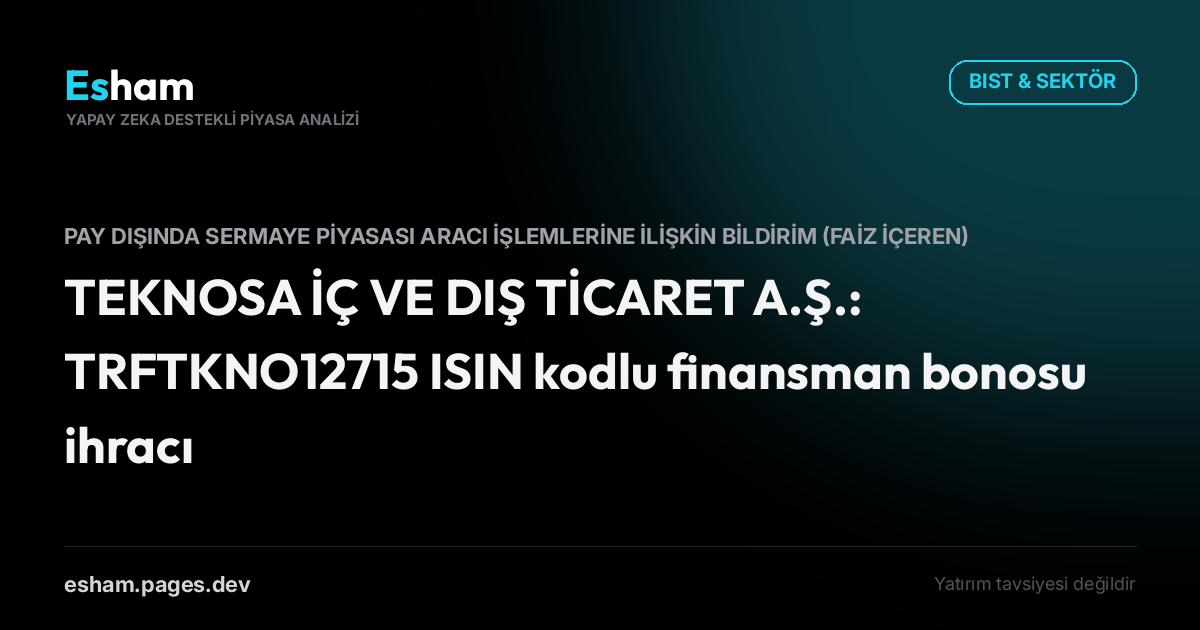 Esham
YAPAY ZEKA DESTEKLİ PİYASA ANALİZİ
BIST & SEKTÖR
PAY DIŞINDA SERMAYE PİYASASI ARACI İŞLEMLERİNE İLİŞKİN BİLDİRİM (FAİZ İÇEREN)
TEKNOSA İÇ VE DIŞ TİCARET A.Ş.:
TRFTKNO12715 ISIN kodlu finansman bonosu
ihracı
esham.pages.dev
Yatırım tavsiyesi değildir